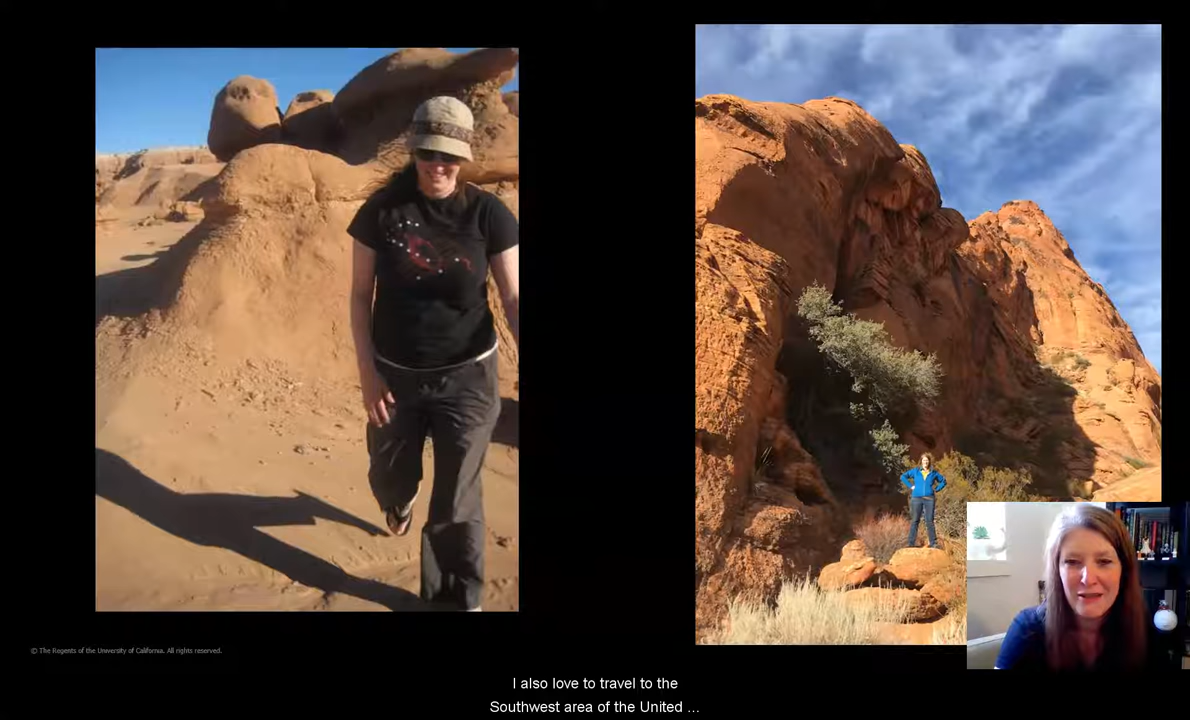 © The Regents of the University of California. All rights reserved.
I also love to travel to the
Southwest area of the United ...